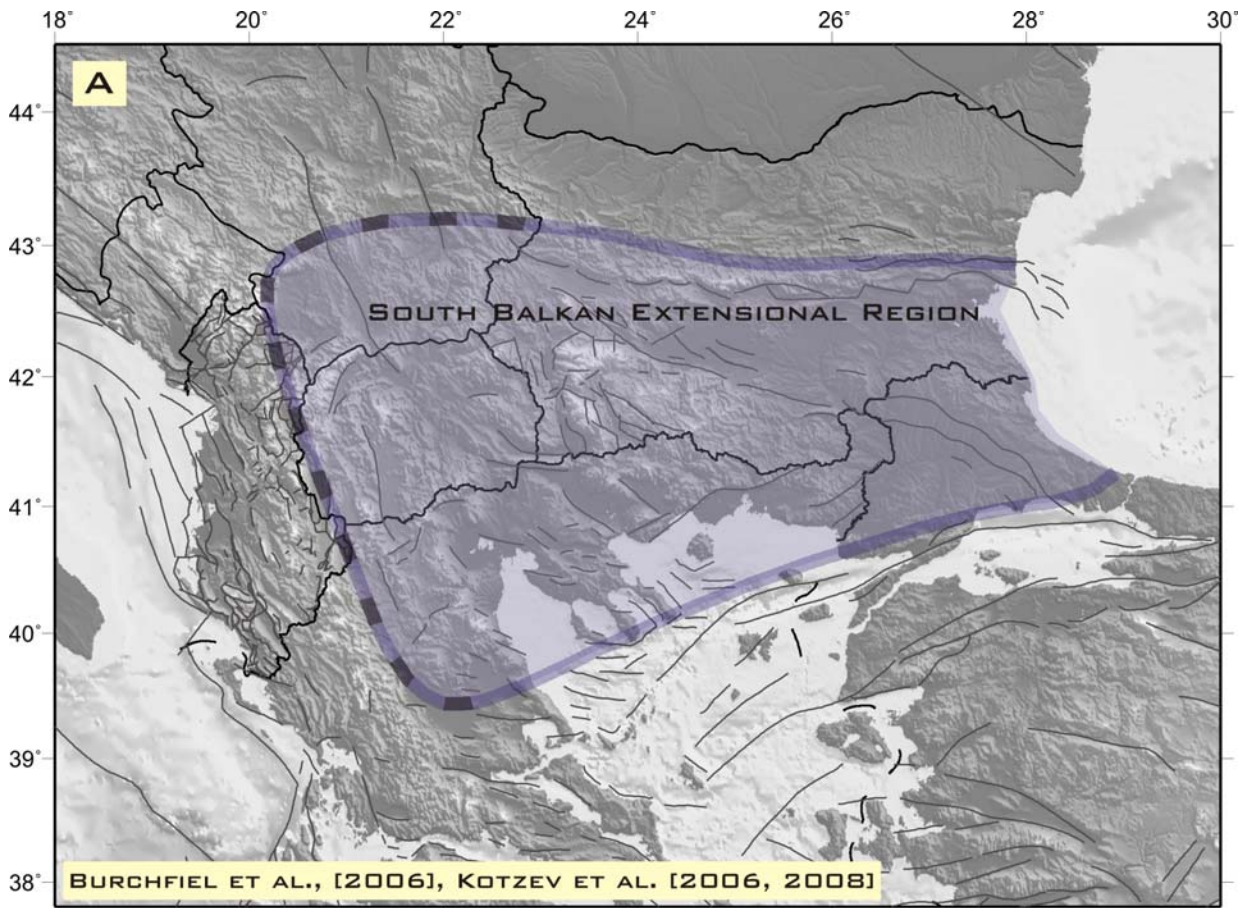 18° 20° 22° 24° 26° 28° 30°
A
44°
43°
SOUTH BALKAN EXTENSIONAL REGION
42°
41°
40°
39°
38°
BURCHFIEL ET AL., [2006], KOTZEV ET AL. [2006, 2008]